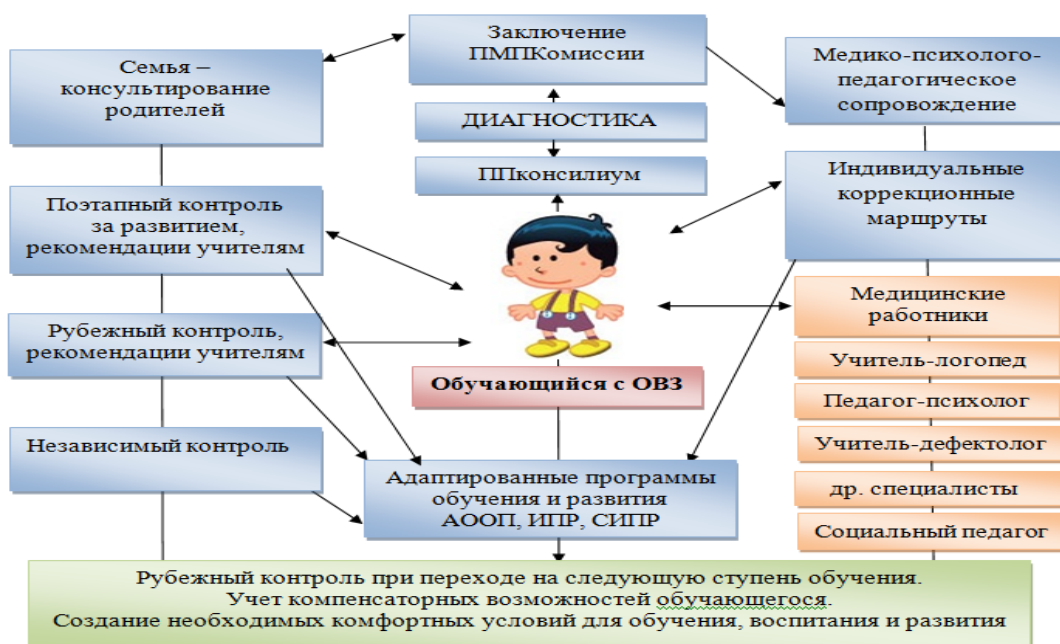 Семья –
консультирование
родителей
Заключение
ПМПКомиссии
Медико-психолого-
педагогическое
сопровождение
ДИАГНОСТИКА
ППконсилиум
Поэтапный контроль
за развитием,
рекомендации учителям
Индивидуальные
коррекционные
маршруты
Рубежный контроль,
рекомендации учителям
Медицинские
работники
Учитель-логопед
Обучающийся с ОВЗ
Педагог-психолог
Независимый контроль
Учитель-дефектолог
Адаптированные программы
обучения и развития
АООП, ИПР, СИПР
др. специалисты
Социальный педагог
Рубежный контроль при переходе на следующую ступень обучения.
Учет компенсаторных возможностей обучающегося.
Создание необходимых комфортных условий для обучения, воспитания и развития